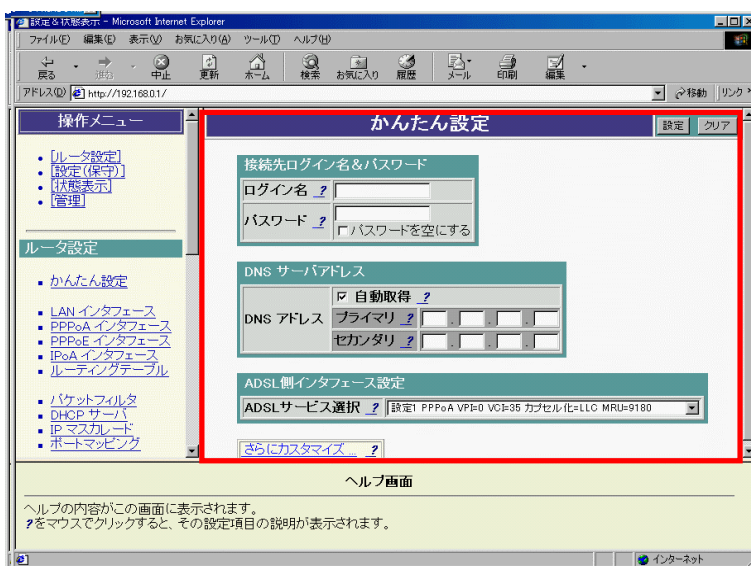 設定&状態表示 - Microsoft Internet Explorer
ファイル(F) 編集(E) 表示(V) お気に入り(A) ツール(T) ヘルプ(H)
戻る 進む 中止 更新 ホーム 検索 お気に入り 履歴 メール 印刷 編集
アドレス(D) http://192.168.0.1/ 移動 リンク »
操作メニュー
[ルータ設定]
[設定(保守)]
[状態表示]
[管理]
ルータ設定
かんたん設定
LAN インタフェース
PPPoA インタフェース
PPPoE インタフェース
IPoA インタフェース
ルーティングテーブル
パケットフィルタ
DHCP サーバ
IP マスカレード
ポートマッピング
かんたん設定 設定 クリア
接続先ログイン名&パスワード
ログイン名 ?
パスワード ?
パスワードを空にする
DNS サーバアドレス
DNS アドレス
自動取得 ?
プライマリ ? . . .
セカンダリ ? . . .
ADSL側インタフェース設定
ADSLサービス選択 ? 設定1 PPPoA VPI=0 VCI=35 カプセル化=LLC MRU=9180
さらにカスタマイズ ... ?
ヘルプ画面
ヘルプの内容がこの画面に表示されます。
?をマウスでクリックすると、その設定項目の説明が表示されます。
インターネット